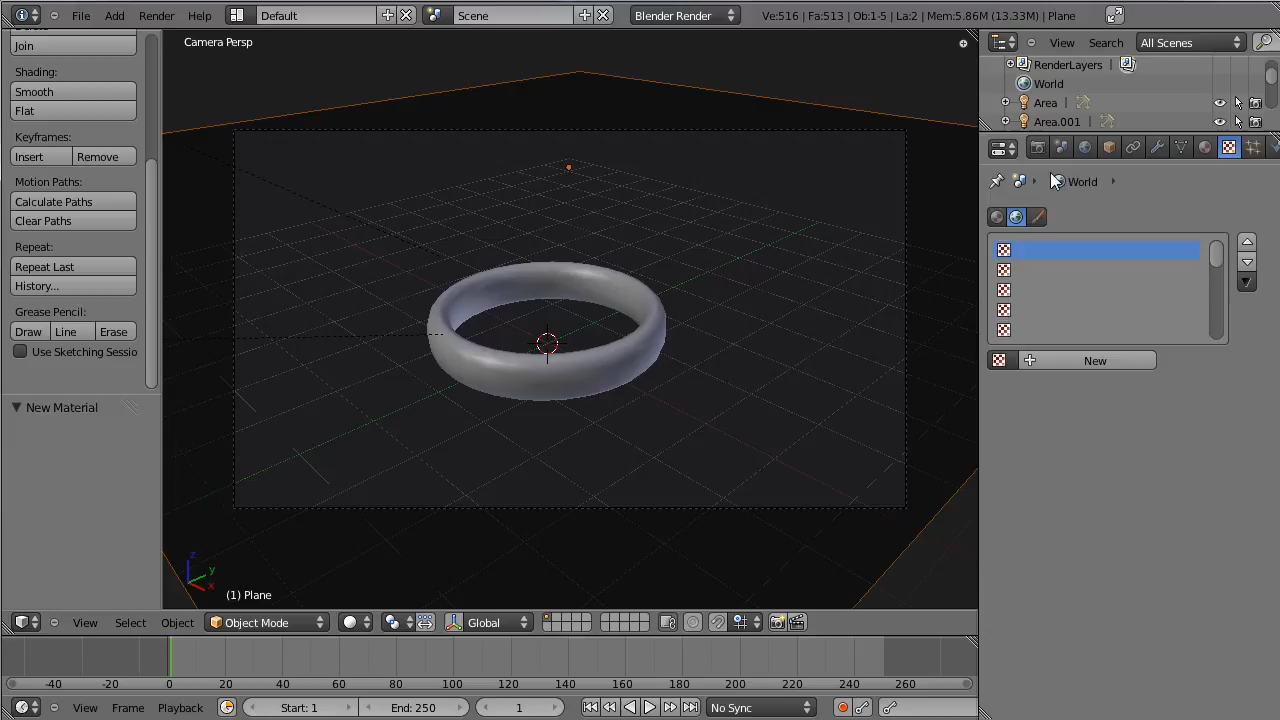 File Add Render Help Default Scene Blender Render Ve:516 | Fa:513 | Ob:1-5 | La:2 | Mem:5.86M (13.33M) | Plane
Join
Shading:
Smooth
Flat
Keyframes:
Insert Remove
Motion Paths:
Calculate Paths
Clear Paths
Repeat:
Repeat Last
History...
Grease Pencil:
Draw Line Erase
Use Sketching Sessio
New Material
Camera Persp
z
y
x
(1) Plane
View Select Object Object Mode Global
-40 -20 0 20 40 60 80 100 120 140 160 180 200 220 240 260
View Frame Playback Start: 1 End: 250 1 No Sync
View Search All Scenes
RenderLayers |
World
Area |
Area.001 |
World
New